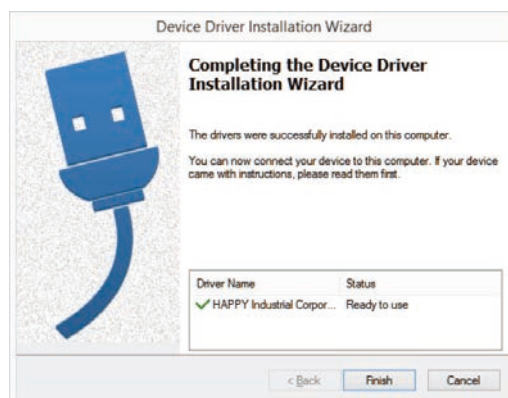 Device Driver Installation Wizard
Completing the Device Driver
Installation Wizard
The drivers were successfully installed on this computer.
You can now connect your device to this computer. If your device
came with instructions, please read them first.
Driver Name Status
HAPPY Industrial Corpor... Ready to use
< Back Finish Cancel